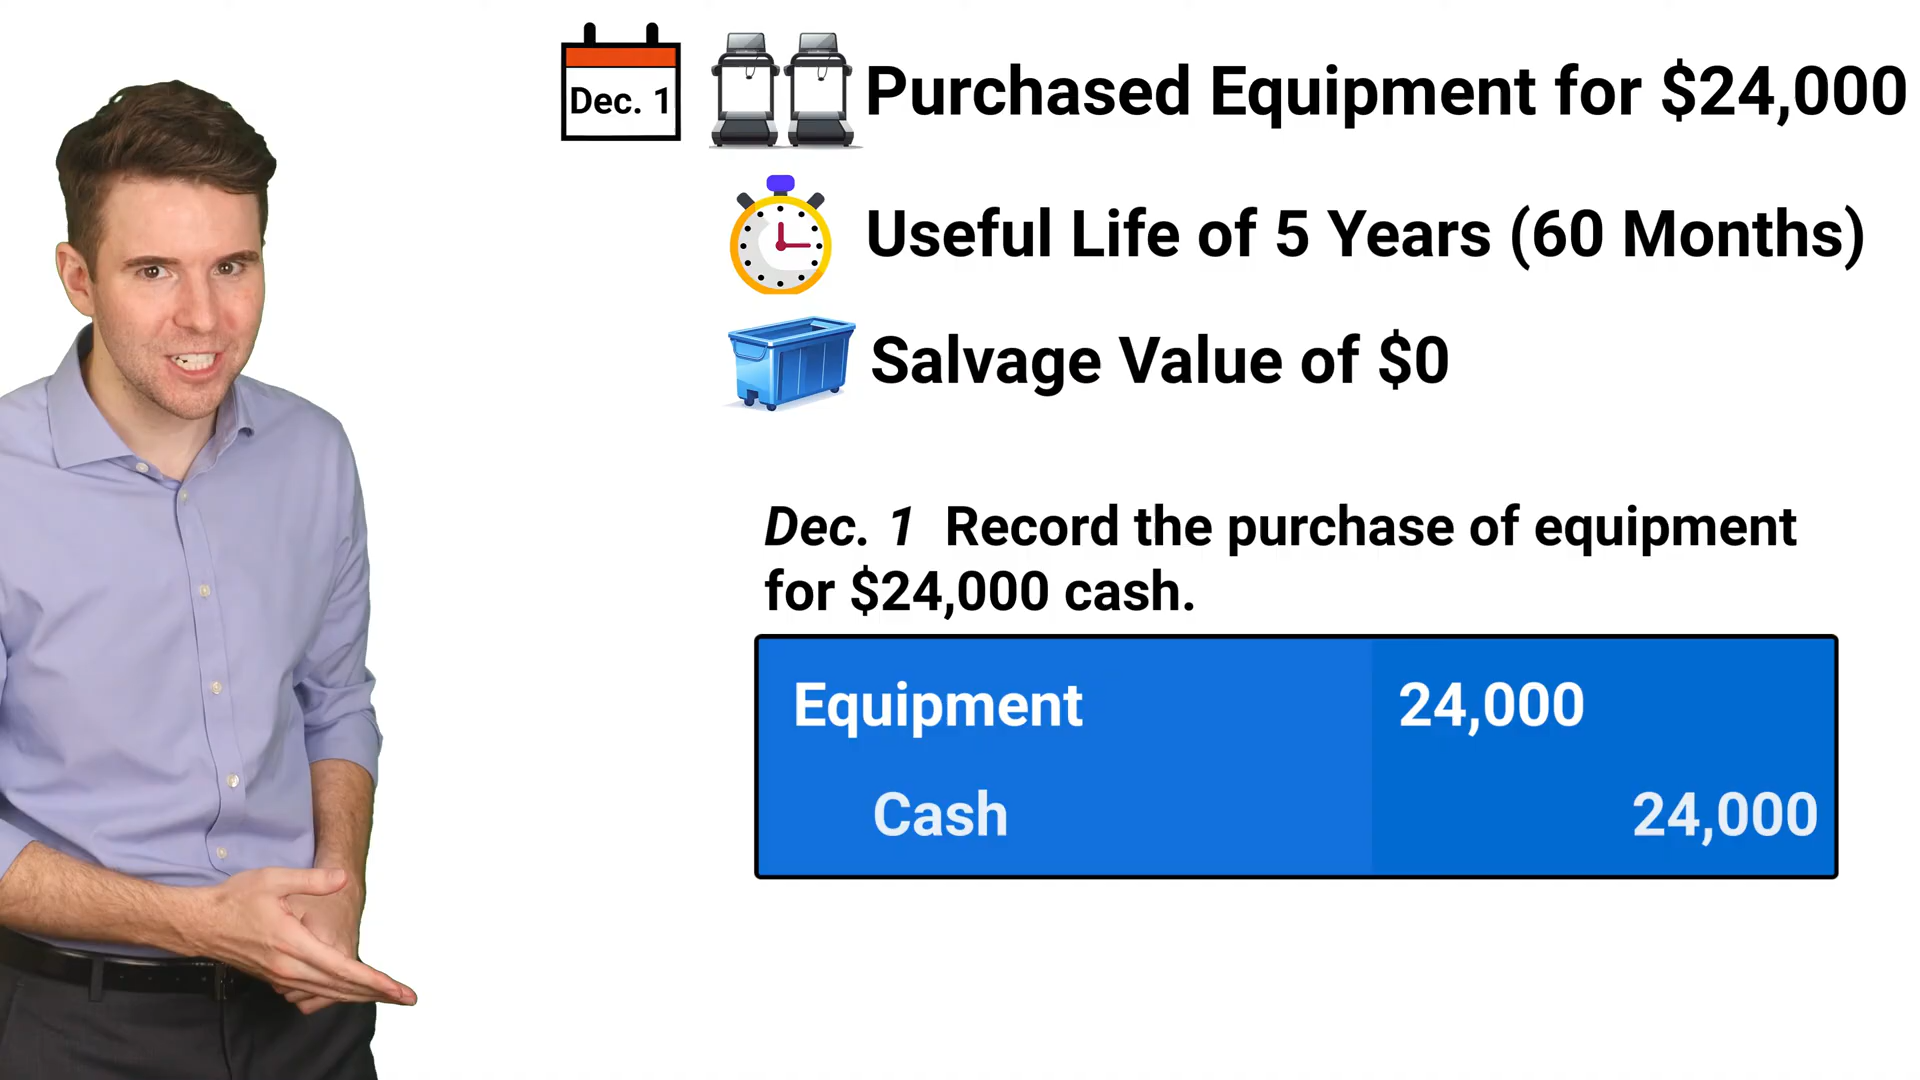 Dec. 1
Purchased Equipment for $24,000
Useful Life of 5 Years (60 Months)
Salvage Value of $0
Dec. 1 Record the purchase of equipment
for $24,000 cash.
Equipment 24,000
Cash 24,000